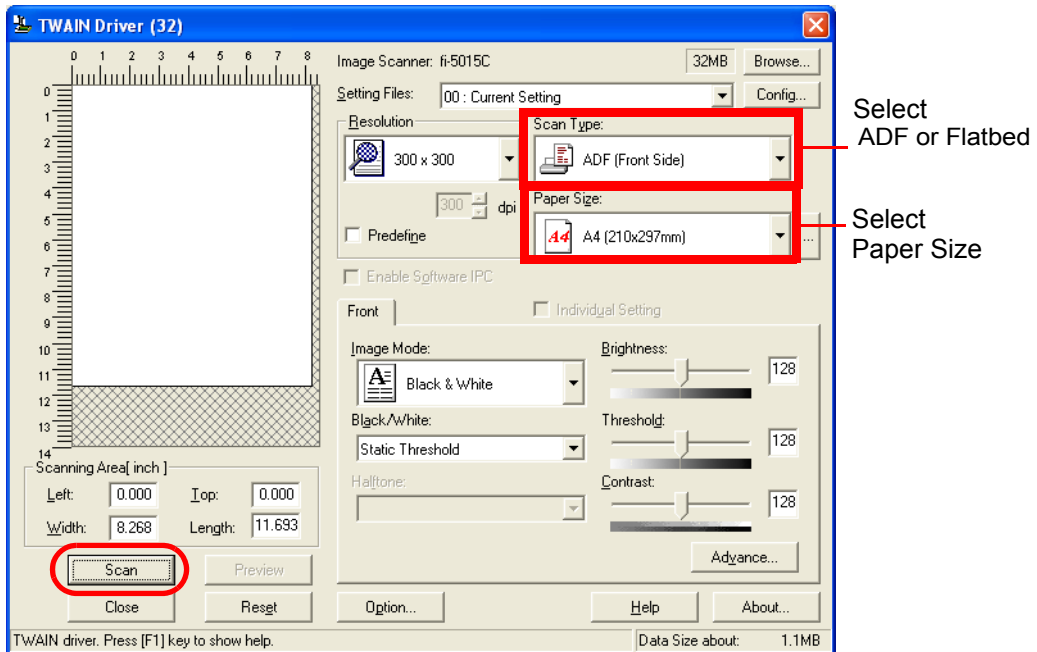 TWAIN Driver (32)
0 1 2 3 4 5 6 7 8
Image Scanner: fi-5015C
32MB
Browse...
Setting Files:
00 : Current Setting
Config...
Resolution
300 x 300
300
dpi
Predefine
Scan Type:
ADF (Front Side)
Paper Size:
A4
A4 (210x297mm)
...
Select
ADF or Flatbed
Select
Paper Size
0
1
2
3
4
5
6
7
8
9
10
11
12
13
14
Enable Software IPC
Front
Individual Setting
Image Mode:
A
Black & White
Black/White:
Static Threshold
Halftone:
Brightness:
128
Threshold:
128
Contrast:
128
Advance...
Scanning Area[ inch ]
Left: 0.000 Top: 0.000
Width: 8.268 Length: 11.693
Scan
Preview
Close
Reset
Option...
Help
About...
TWAIN driver. Press [F1] key to show help.
Data Size about: 1.1MB